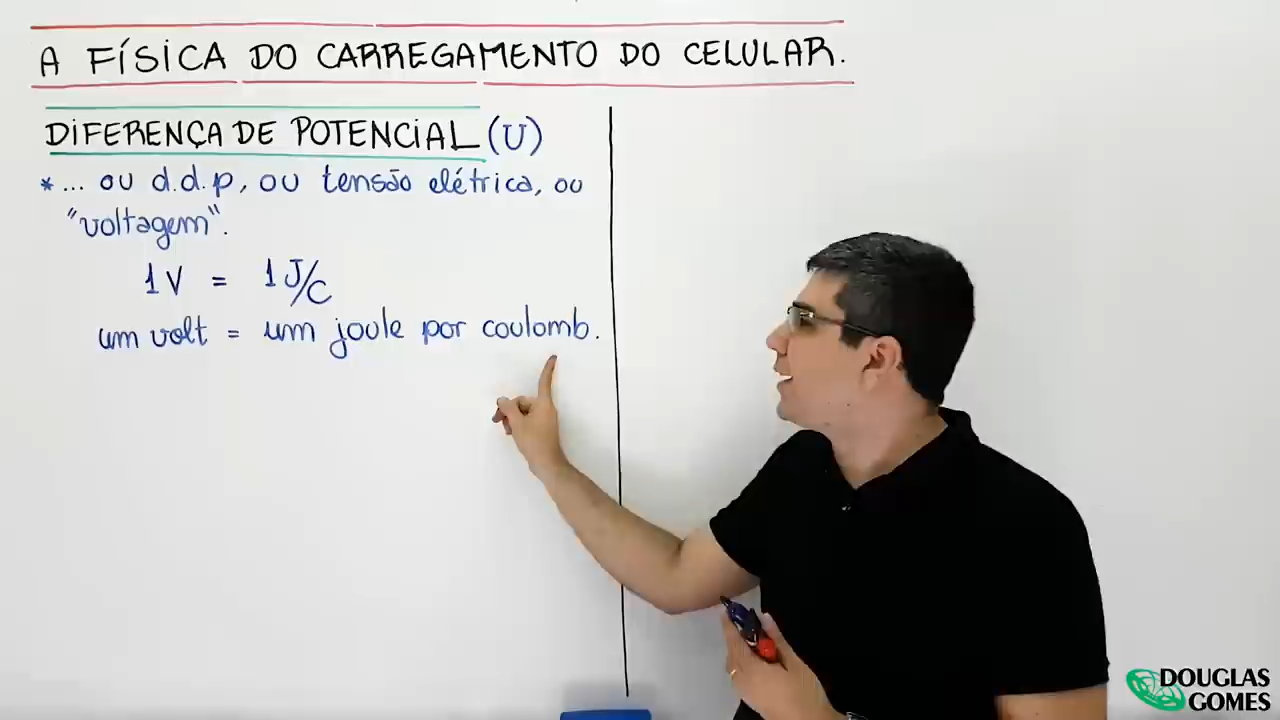 A FÍSICA DO CARREGAMENTO DO CELULAR.
DIFERENÇA DE POTENCIAL (U)
* ... ou d.d.p, ou tensão elétrica, ou
"voltagem".
1 V = 1 J/C
um volt = um joule por coulomb.
DOUGLAS
GOMES